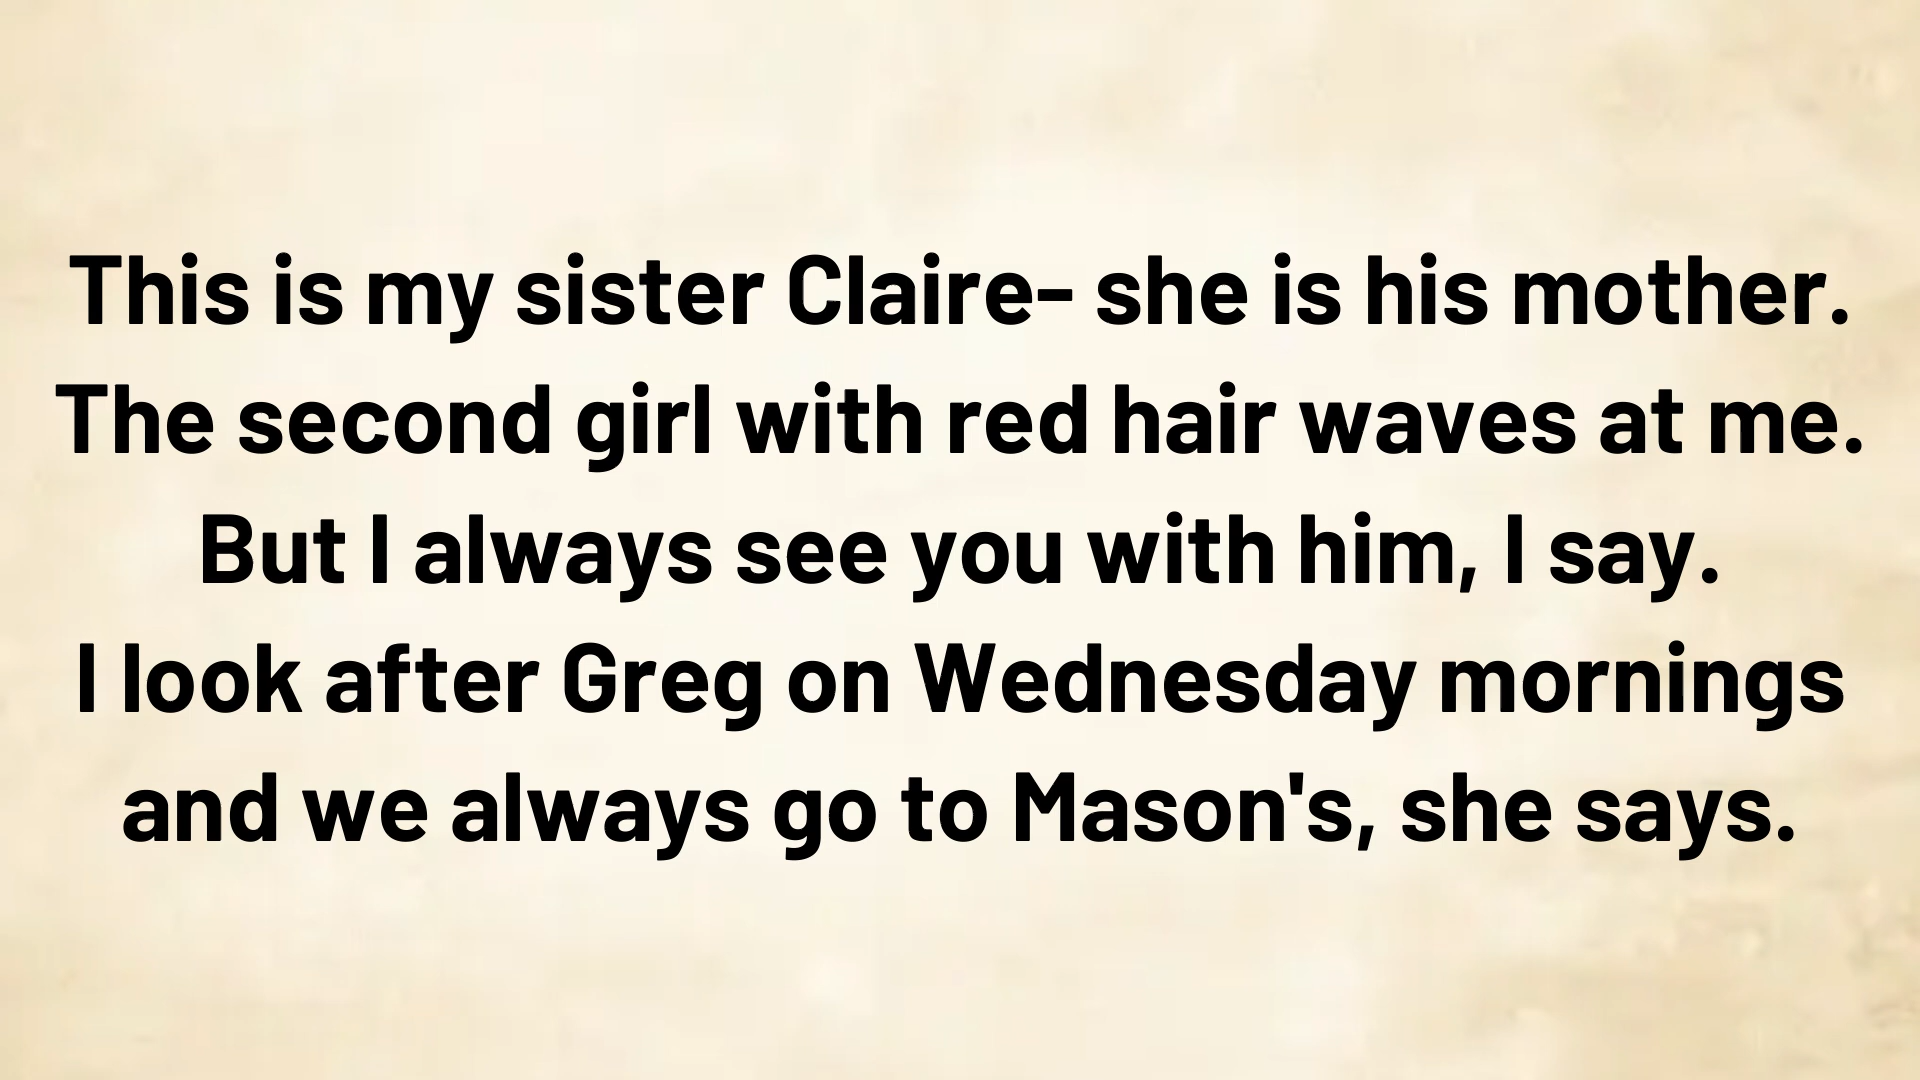 This is my sister Claire- she is his mother.
The second girl with red hair waves at me.
But I always see you with him, I say.
I look after Greg on Wednesday mornings
and we always go to Mason's, she says.